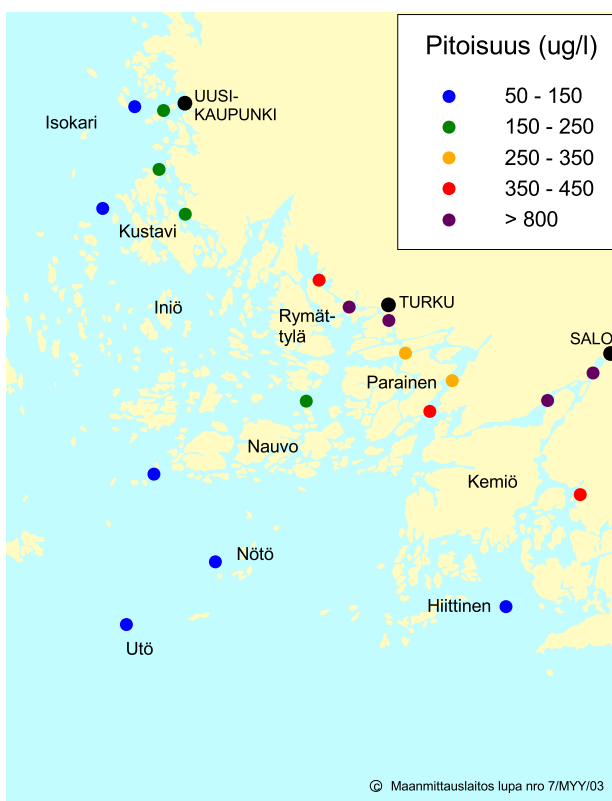 Pitoisuus (ug/l)
50 - 150
150 - 250
250 - 350
350 - 450
> 800
UUSI-
KAUPUNKI
Isokari
Kustavi
Iniö
Rymät-
tylä
TURKU
SALO
Parainen
Nauvo
Kemiö
Nötö
Hiittinen
Utö
© Maanmittauslaitos lupa nro 7/MYY/03